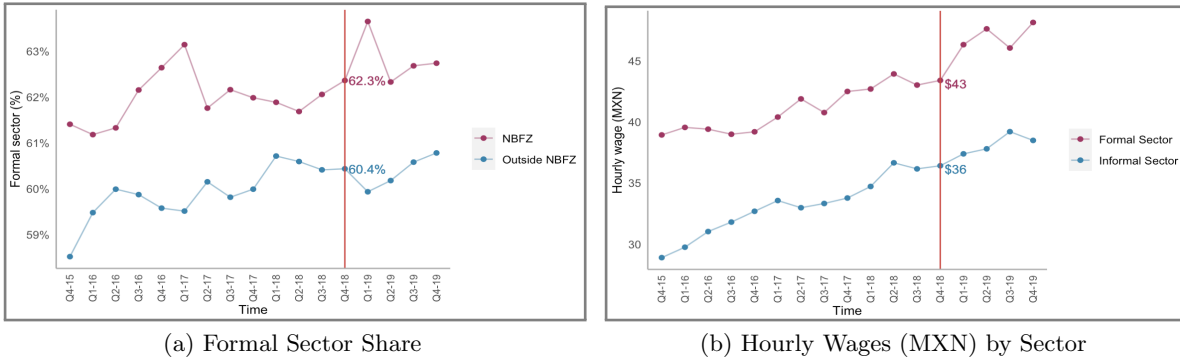 63%
62%
61%
60%
59%
Formal sector (%)
62.3%
60.4%
Q4-15
Q1-16
Q2-16
Q3-16
Q4-16
Q1-17
Q2-17
Q3-17
Q4-17
Q1-18
Q2-18
Q3-18
Q4-18
Q1-19
Q2-19
Q3-19
Q4-19
Time
NBFZ
Outside NBFZ
(a) Formal Sector Share
45
40
35
30
Hourly wage (MXN)
$43
$36
Q4-15
Q1-16
Q2-16
Q3-16
Q4-16
Q1-17
Q2-17
Q3-17
Q4-17
Q1-18
Q2-18
Q3-18
Q4-18
Q1-19
Q2-19
Q3-19
Q4-19
Time
Formal Sector
Informal Sector
(b) Hourly Wages (MXN) by Sector